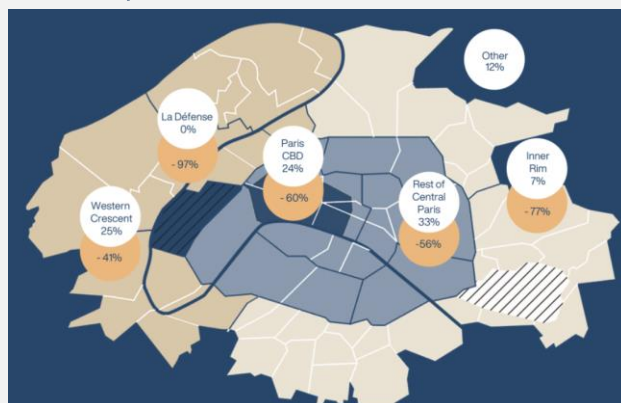 Other
12%
La Défense
0%
- 97%
Paris
CBD
24%
- 60%
Inner
Rim
7%
- 77%
Western
Crescent
25%
- 41%
Rest of
Central
Paris
33%
-56%